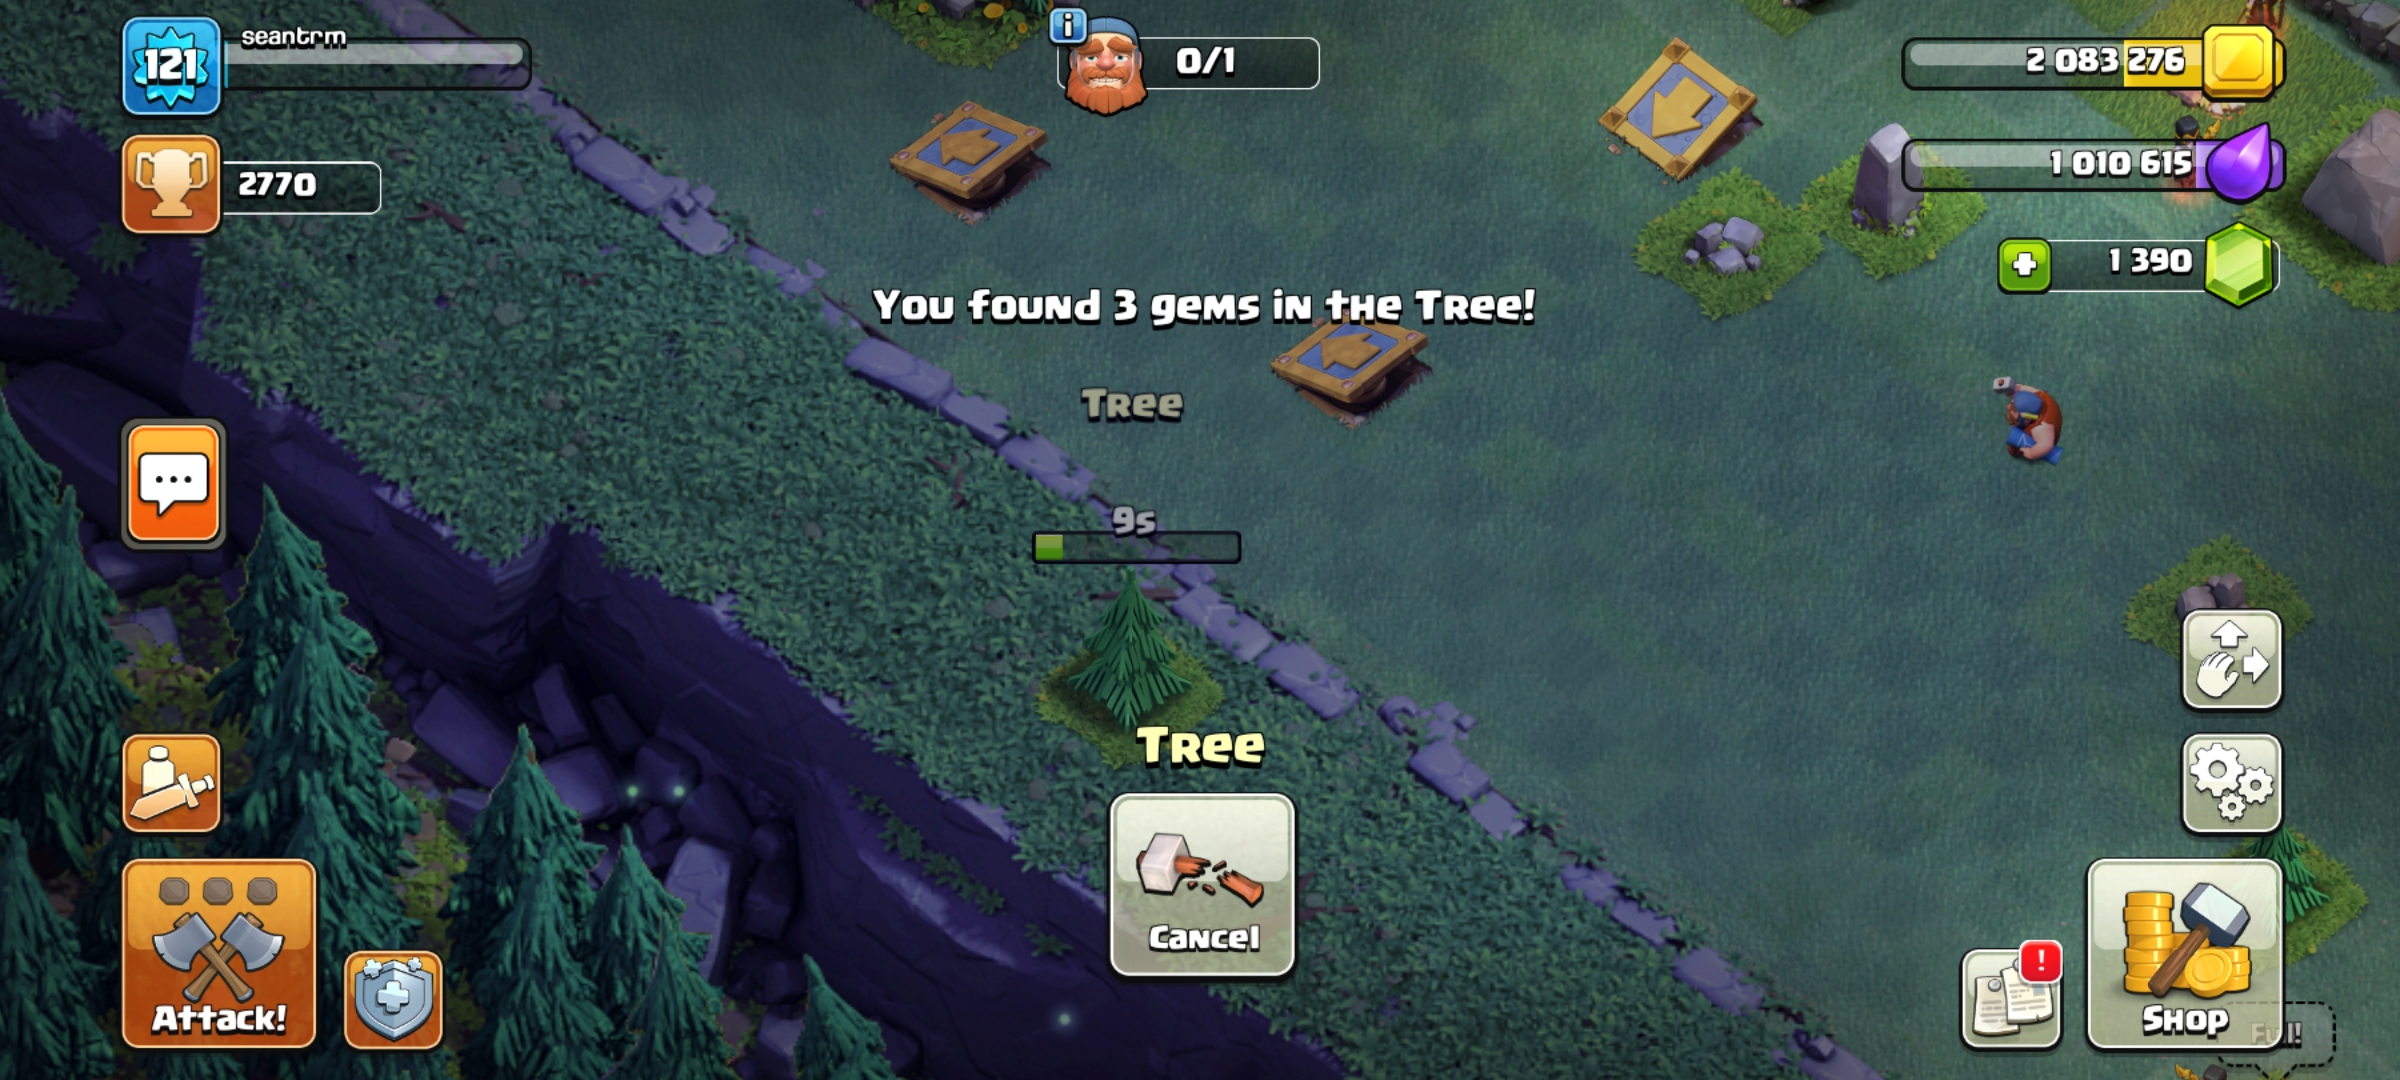 121
seantrm
0/1
2 083 276
2770
1 010 615
1 390
You found 3 gems in the Tree!
Tree
9s
Tree
Cancel
Attack!
Shop
!
Full!